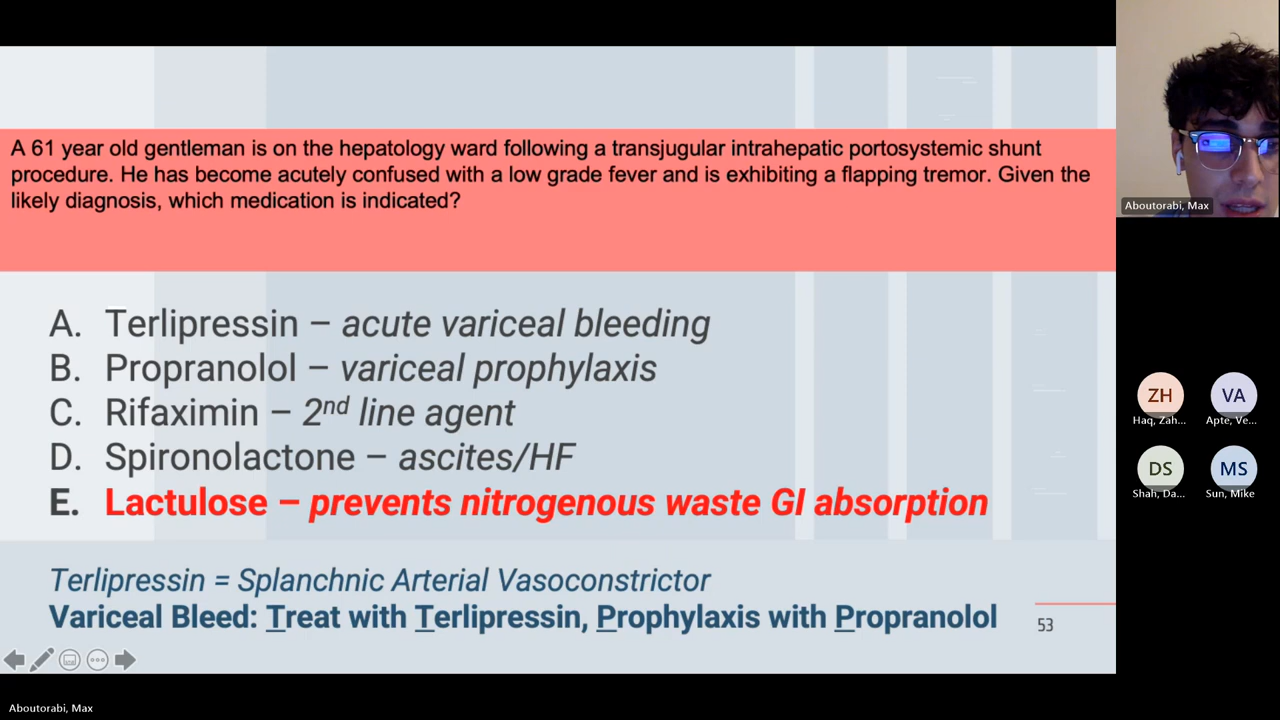 A 61 year old gentleman is on the hepatology ward following a transjugular intrahepatic portosystemic shunt
procedure. He has become acutely confused with a low grade fever and is exhibiting a flapping tremor. Given the
likely diagnosis, which medication is indicated?
A. Terlipressin – acute variceal bleeding
B. Propranolol – variceal prophylaxis
C. Rifaximin – 2nd line agent
D. Spironolactone – ascites/HF
E. Lactulose – prevents nitrogenous waste GI absorption
Terlipressin = Splanchnic Arterial Vasoconstrictor
Variceal Bleed: Treat with Terlipressin, Prophylaxis with Propranolol
53
Aboutorabi, Max
ZH
VA
Haq, Zah...
Apte, Ve...
DS
MS
Shah, Da...
Sun, Mike
Aboutorabi, Max